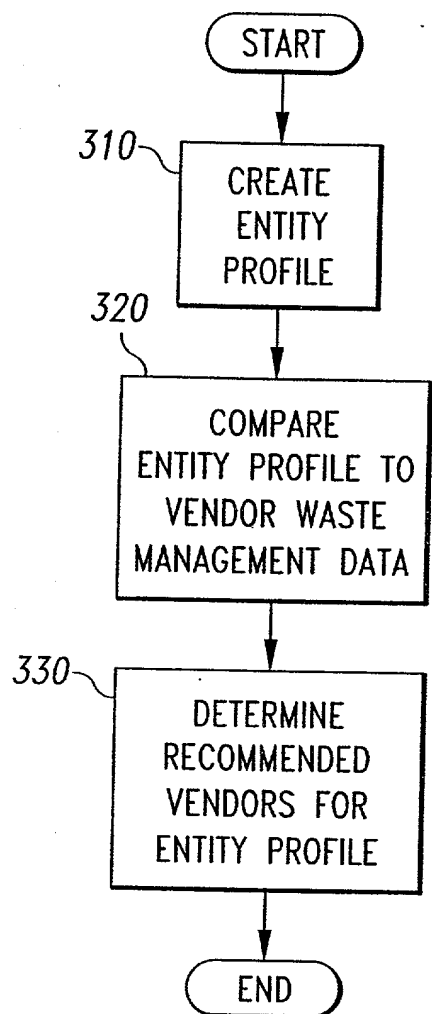 START
310
CREATE
ENTITY
PROFILE
320
COMPARE
ENTITY PROFILE TO
VENDOR WASTE
MANAGEMENT DATA
330
DETERMINE
RECOMMENDED
VENDORS FOR
ENTITY PROFILE
END